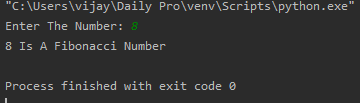 "C:\Users\vijay\Daily Pro\venv\Scripts\python.exe"
Enter The Number: 8
8 Is A Fibonacci Number
Process finished with exit code 0